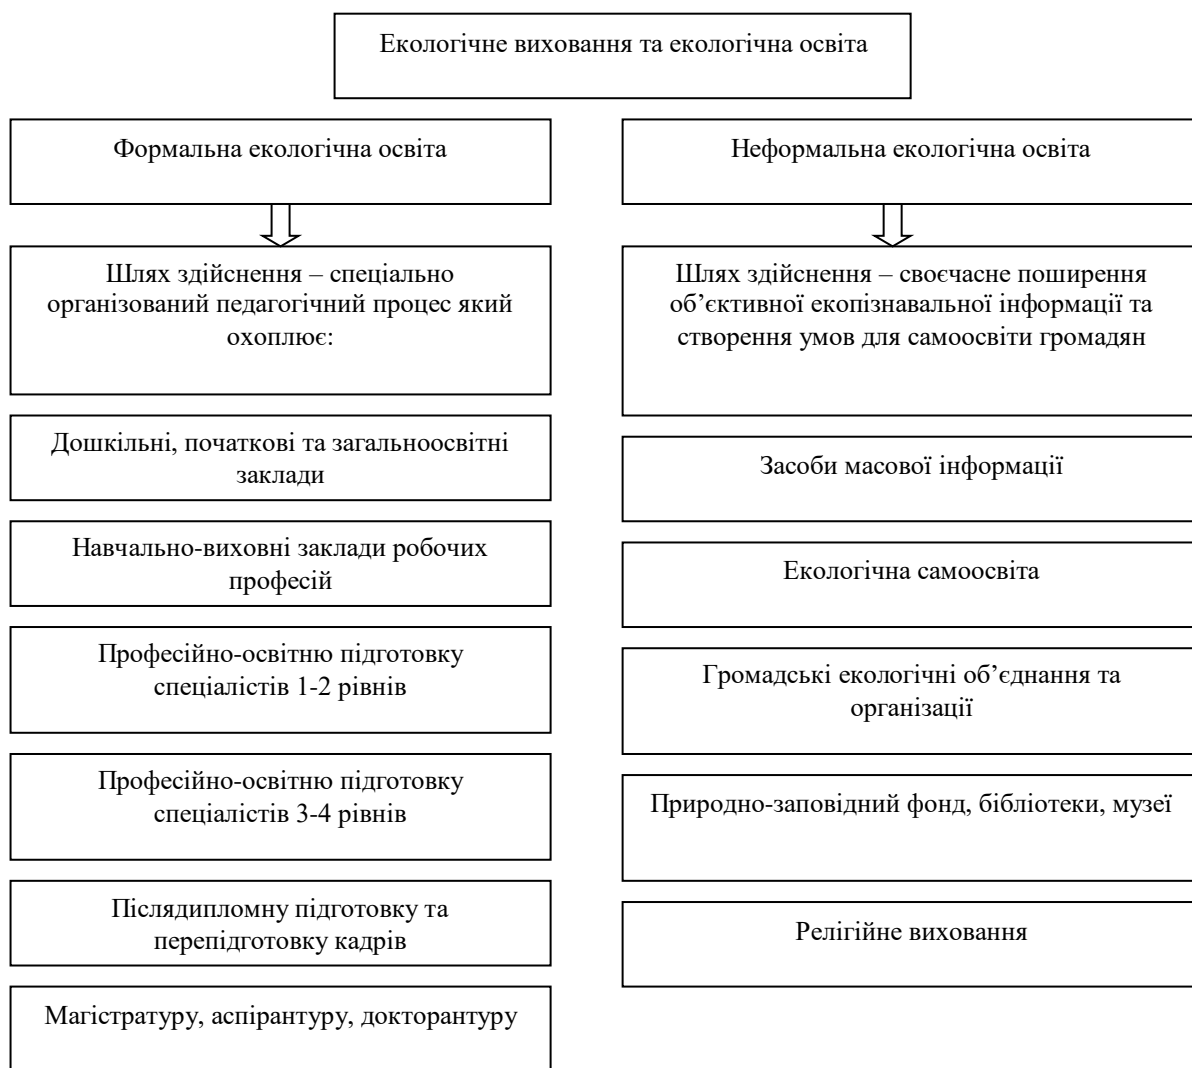 Екологічне виховання та екологічна освіта
Формальна екологічна освіта
Шлях здійснення – спеціально
організований педагогічний процес який
охоплює:
Дошкільні, початкові та загальноосвітні
заклади
Навчально-виховні заклади робочих
професій
Професійно-освітню підготовку
спеціалістів 1-2 рівнів
Професійно-освітню підготовку
спеціалістів 3-4 рівнів
Післядипломну підготовку та
перепідготовку кадрів
Магістратуру, аспірантуру, докторантуру
Неформальна екологічна освіта
Шлях здійснення – своєчасне поширення
об’єктивної екопізнавальної інформації та
створення умов для самоосвіти громадян
Засоби масової інформації
Екологічна самоосвіта
Громадські екологічні об’єднання та
організації
Природно-заповідний фонд, бібліотеки, музеї
Релігійне виховання